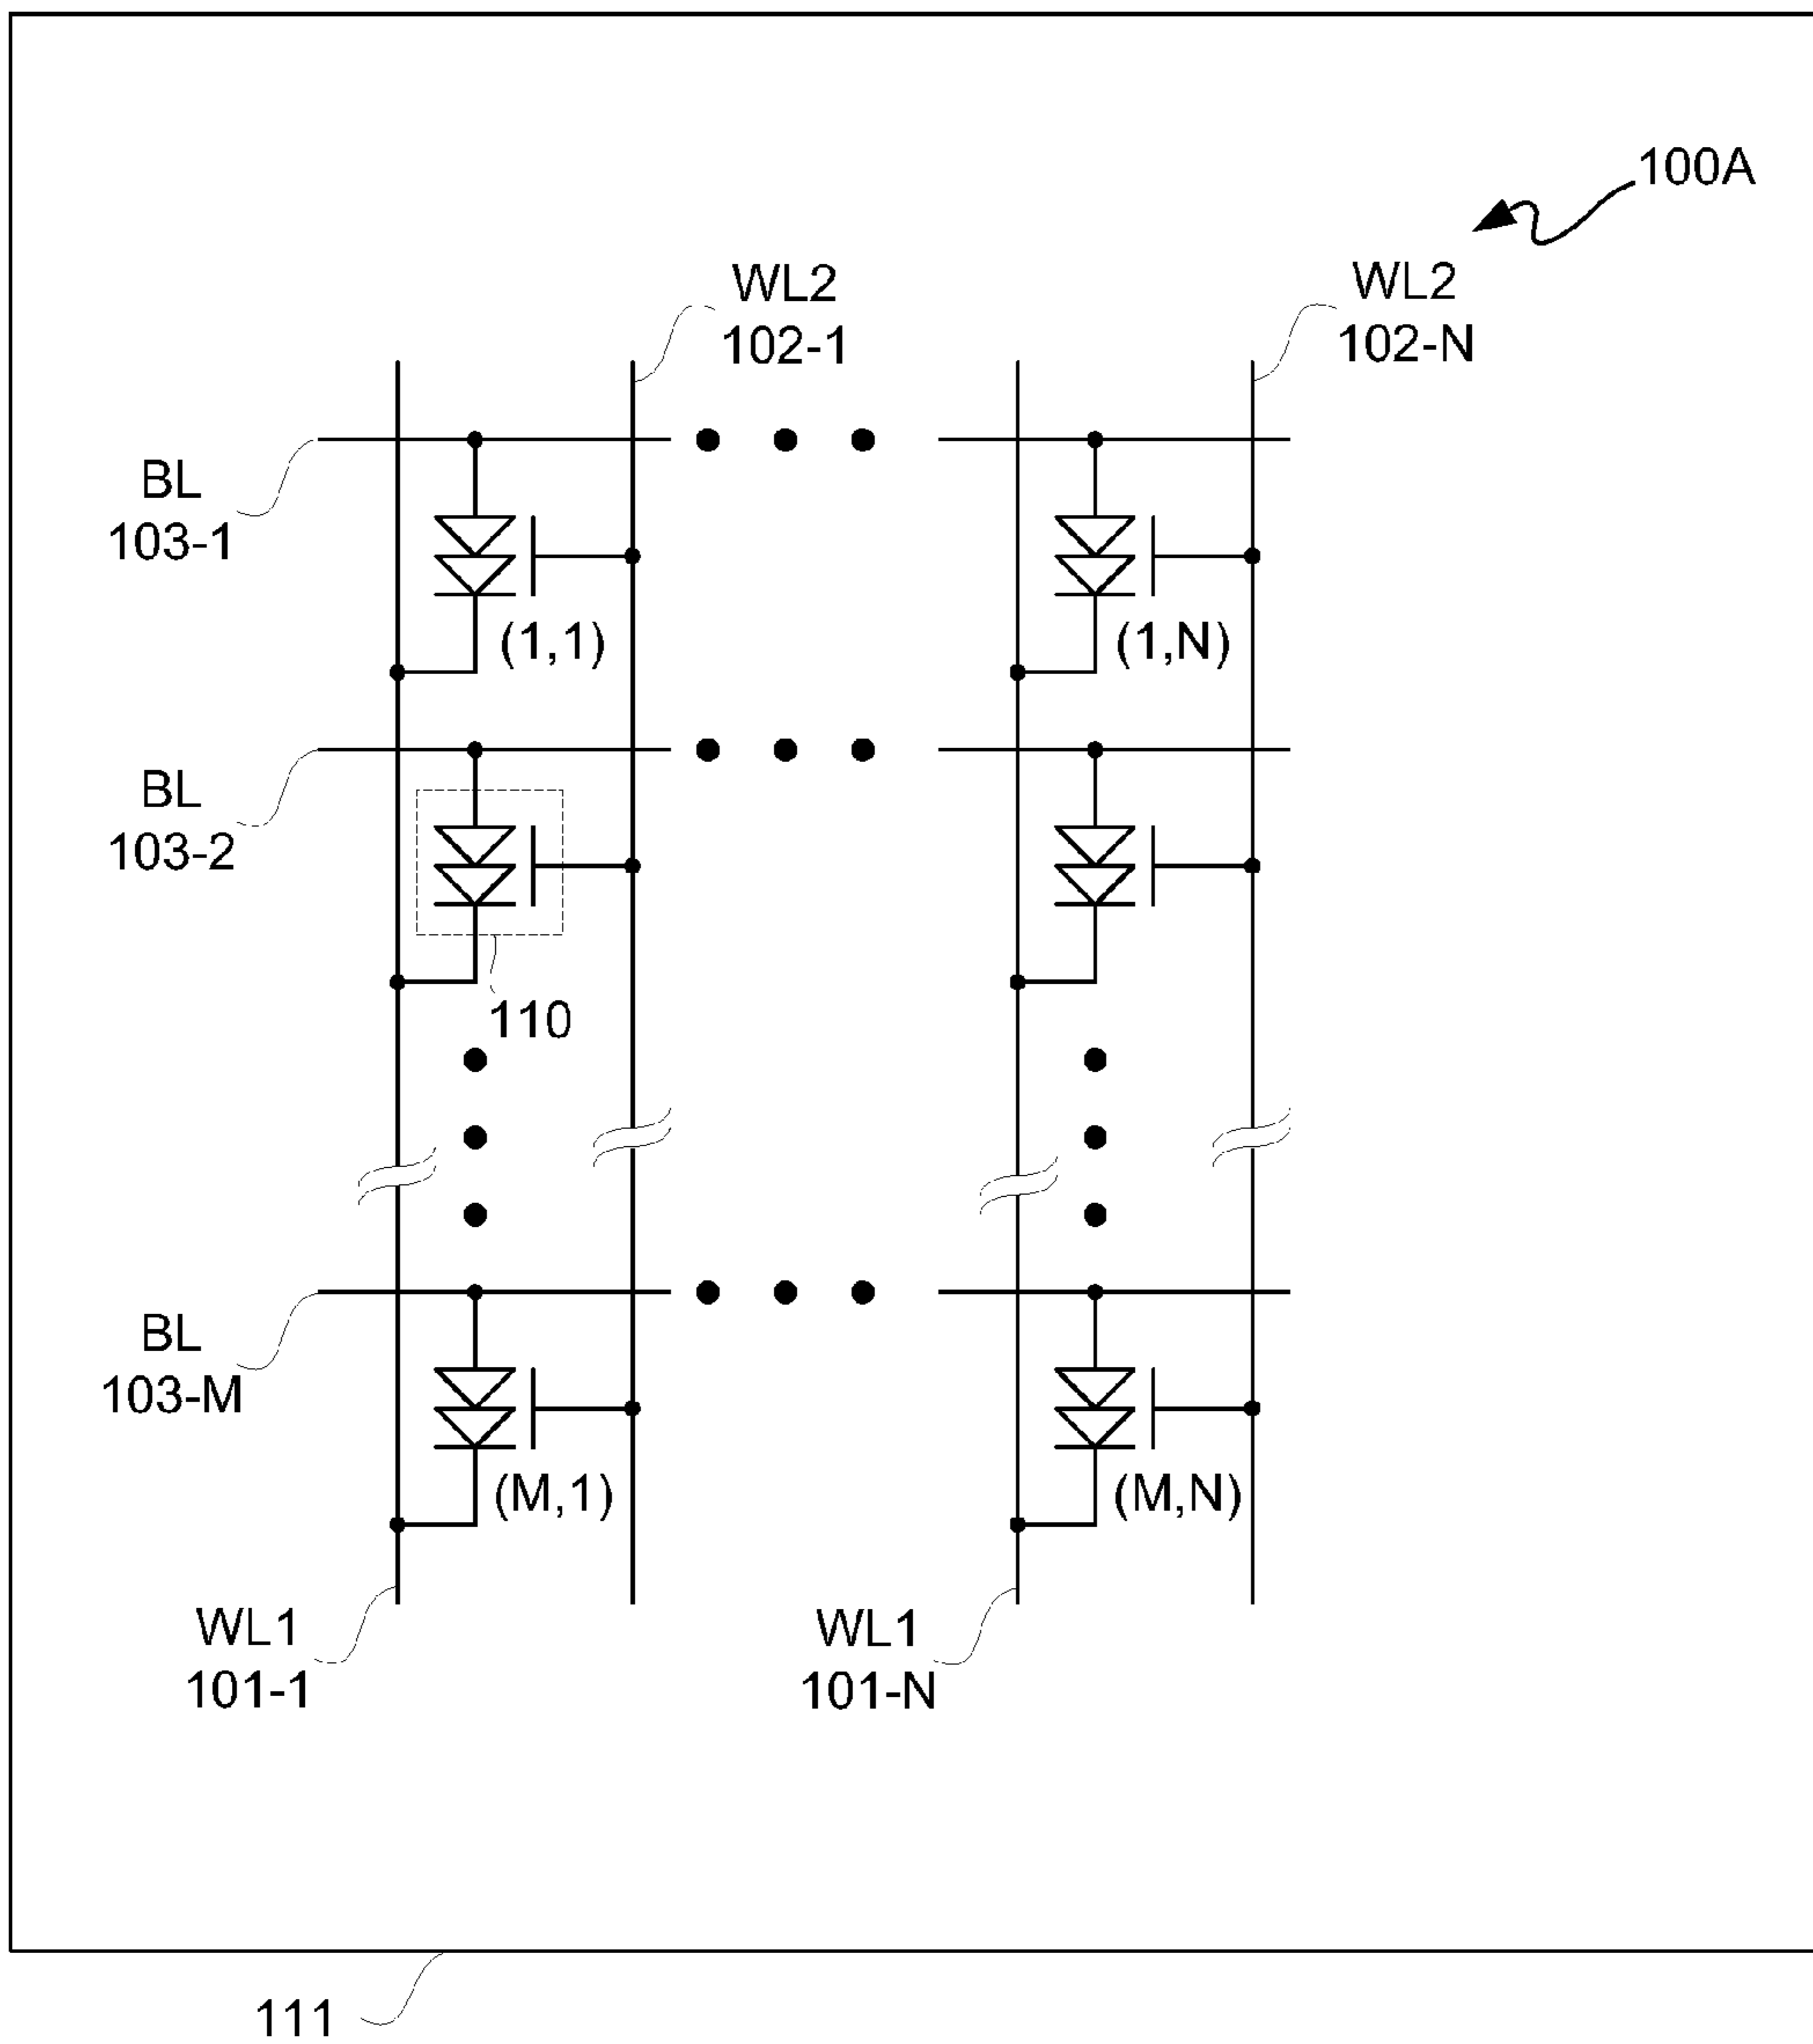 100A
WL2
102-1
WL2
102-N
BL
103-1
(1,1)
(1,N)
BL
103-2
110
BL
103-M
(M,1)
(M,N)
WL1
101-1
WL1
101-N
111